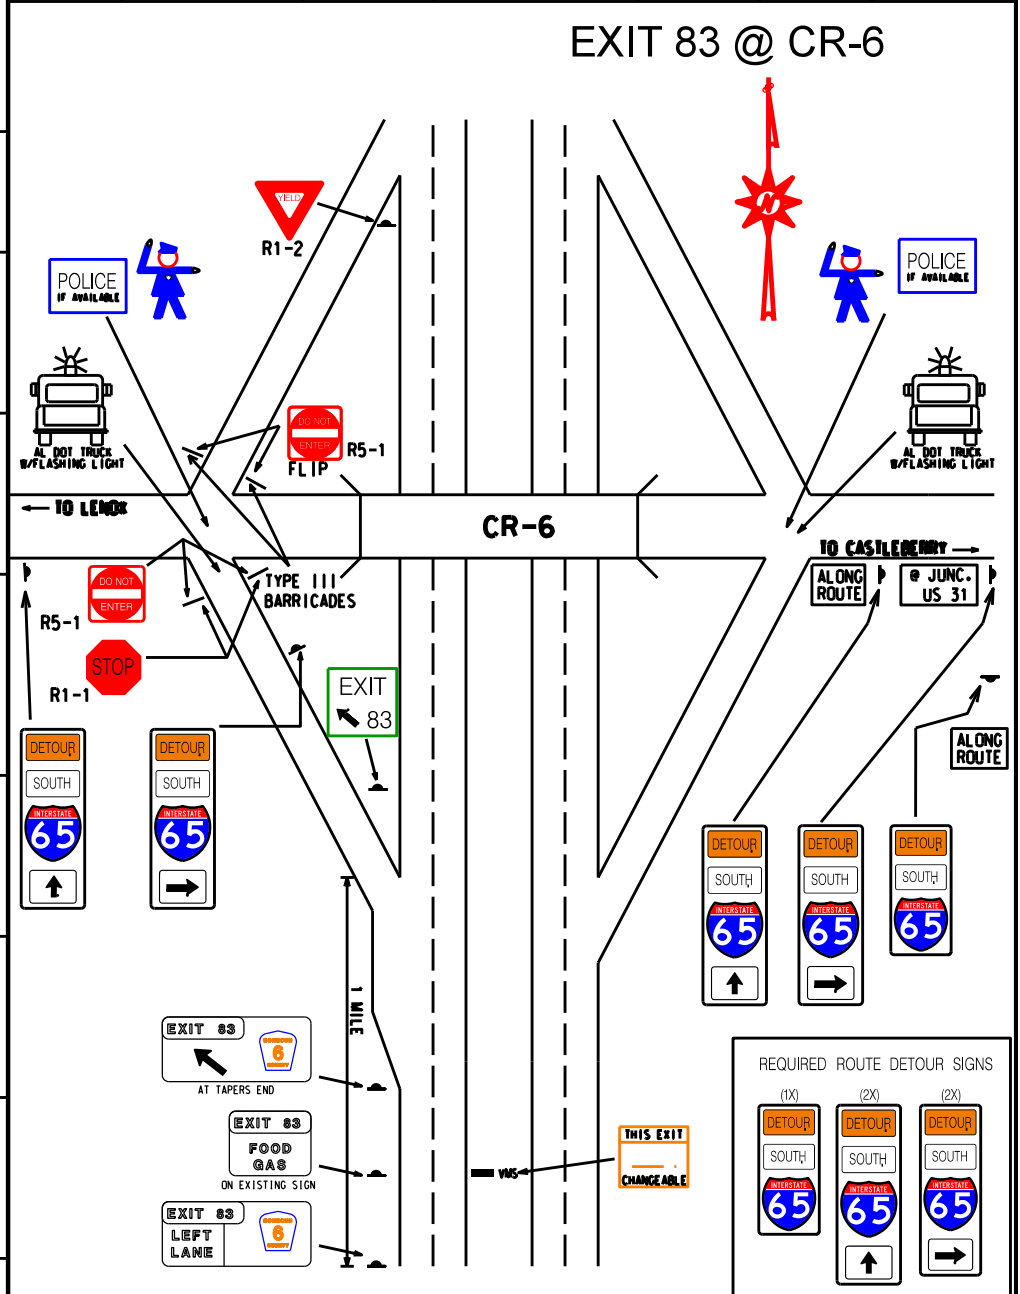 EXIT 83 @ CR-6
YIELD
R1-2
N
POLICE
IF AVAILABLE
POLICE
IF AVAILABLE
AL DOT TRUCK
W/FLASHING LIGHT
AL DOT TRUCK
W/FLASHING LIGHT
DO NOT
ENTER
R5-1
FLIP
← TO LENOX
CR-6
TO CASTLEBERRY →
TYPE III
BARRICADES
DO NOT
ENTER
R5-1
STOP
R1-1
ALONG
ROUTE
@ JUNC.
US 31
EXIT
83
ALONG
ROUTE
DETOUR
SOUTH
INTERSTATE
65
DETOUR
SOUTH
INTERSTATE
65
DETOUR
SOUTH
INTERSTATE
65
DETOUR
SOUTH
INTERSTATE
65
DETOUR
SOUTH
INTERSTATE
65
1 MILE
EXIT 83
6
COUNTY
AT TAPERS END
EXIT 83
FOOD
GAS
ON EXISTING SIGN
EXIT 83
LEFT
LANE
6
COUNTY
VMS
THIS EXIT
CHANGEABLE
REQUIRED ROUTE DETOUR SIGNS
(1X)
(2X)
(2X)
DETOUR
SOUTH
INTERSTATE
65
DETOUR
SOUTH
INTERSTATE
65
DETOUR
SOUTH
INTERSTATE
65